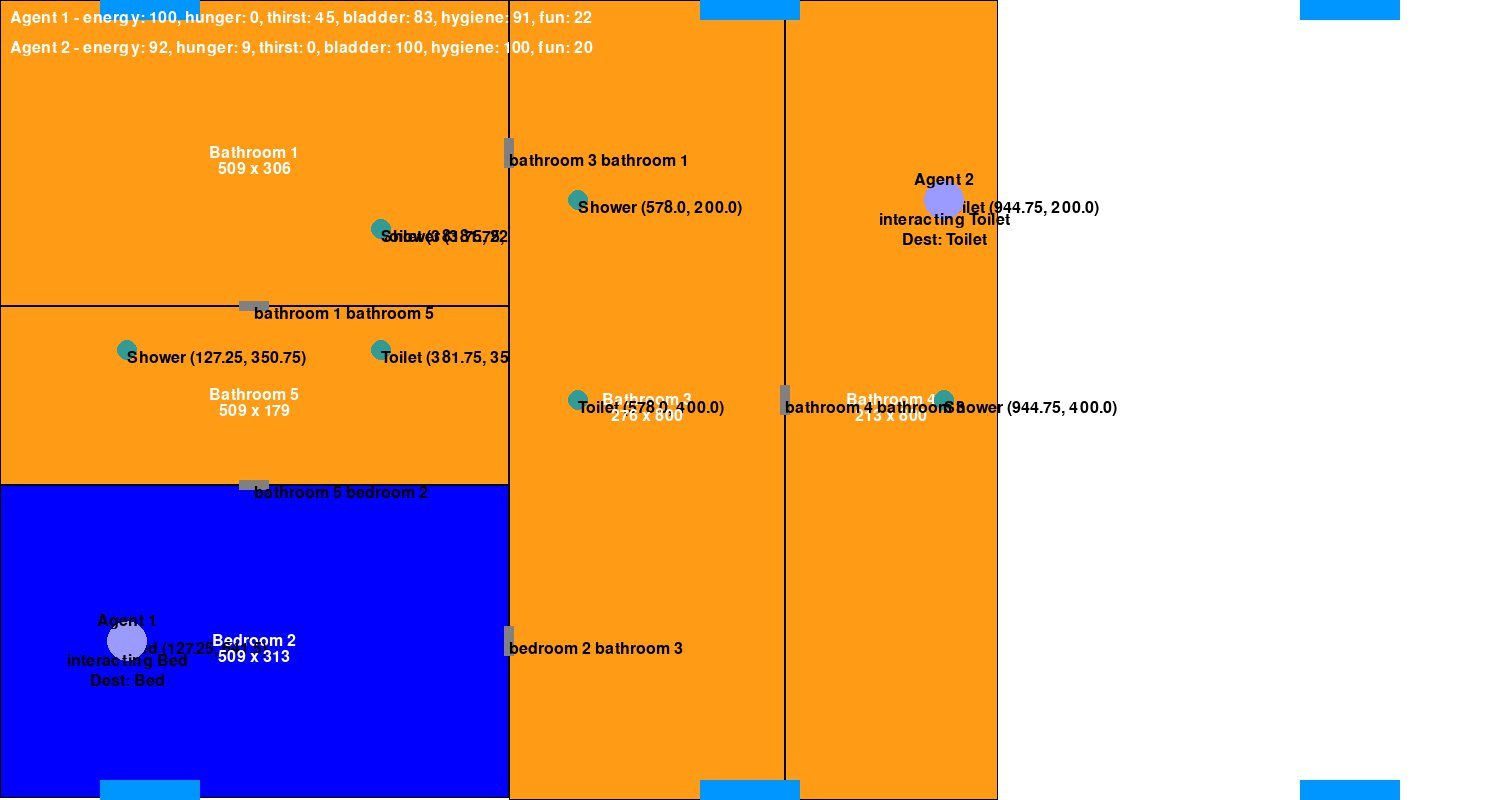 Agent 1 - energy: 100, hunger: 0, thirst: 45, bladder: 83, hygiene: 91, fun: 22
Agent 2 - energy: 92, hunger: 9, thirst: 0, bladder: 100, hygiene: 100, fun: 20
Bathroom 1
509 x 306
bathroom 3 bathroom 1
Agent 2
Shower (578.0, 200.0)
(944.75, 200.0)
interacting Toilet
Dest: Toilet
bathroom 1 bathroom 5
Shower (127.25, 350.75)
Toilet (381.75, 35
Bathroom 5
509 x 179
Bathroom 3
276 x 800
Toilet (578.0, 400.0)
bathroom 4 bathroom 3
Bathroom 4
213 x 800
Shower (944.75, 400.0)
bathroom 5 bedroom 2
Agent 1
Bedroom 2
509 x 313
(127.25,
interacting Bed
Dest: Bed
bedroom 2 bathroom 3